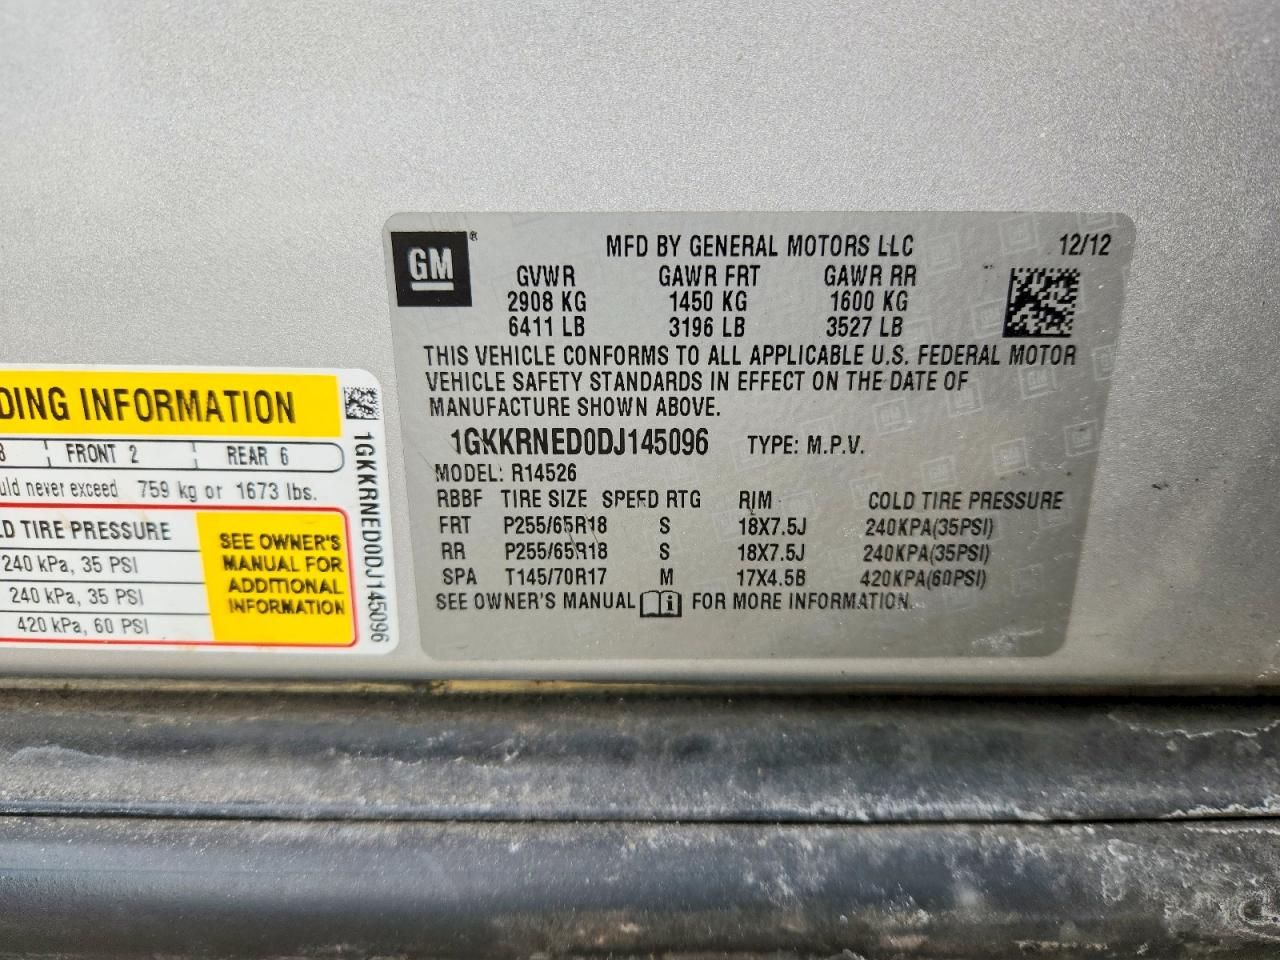 GM ®
MFD BY GENERAL MOTORS LLC 12/12
GVWR GAWR FRT GAWR RR
2908 KG 1450 KG 1600 KG
6411 LB 3196 LB 3527 LB
THIS VEHICLE CONFORMS TO ALL APPLICABLE U.S. FEDERAL MOTOR
VEHICLE SAFETY STANDARDS IN EFFECT ON THE DATE OF
MANUFACTURE SHOWN ABOVE.
1GKKRNED0DJ145096 TYPE: M.P.V.
MODEL: R14526
RBBF TIRE SIZE SPEED RTG RIM COLD TIRE PRESSURE
FRT P255/65R18 S 18X7.5J 240KPA(35PSI)
RR P255/65R18 S 18X7.5J 240KPA(35PSI)
SPA T145/70R17 M 17X4.5B 420KPA(60PSI)
SEE OWNER'S MANUAL i FOR MORE INFORMATION.
DING INFORMATION
FRONT 2 REAR 6
uld never exceed 759 kg or 1673 lbs.
D TIRE PRESSURE
240 kPa, 35 PSI
240 kPa, 35 PSI
420 kPa, 60 PSI
SEE OWNER'S
MANUAL FOR
ADDITIONAL
INFORMATION
1GKKRNED0DJ145096